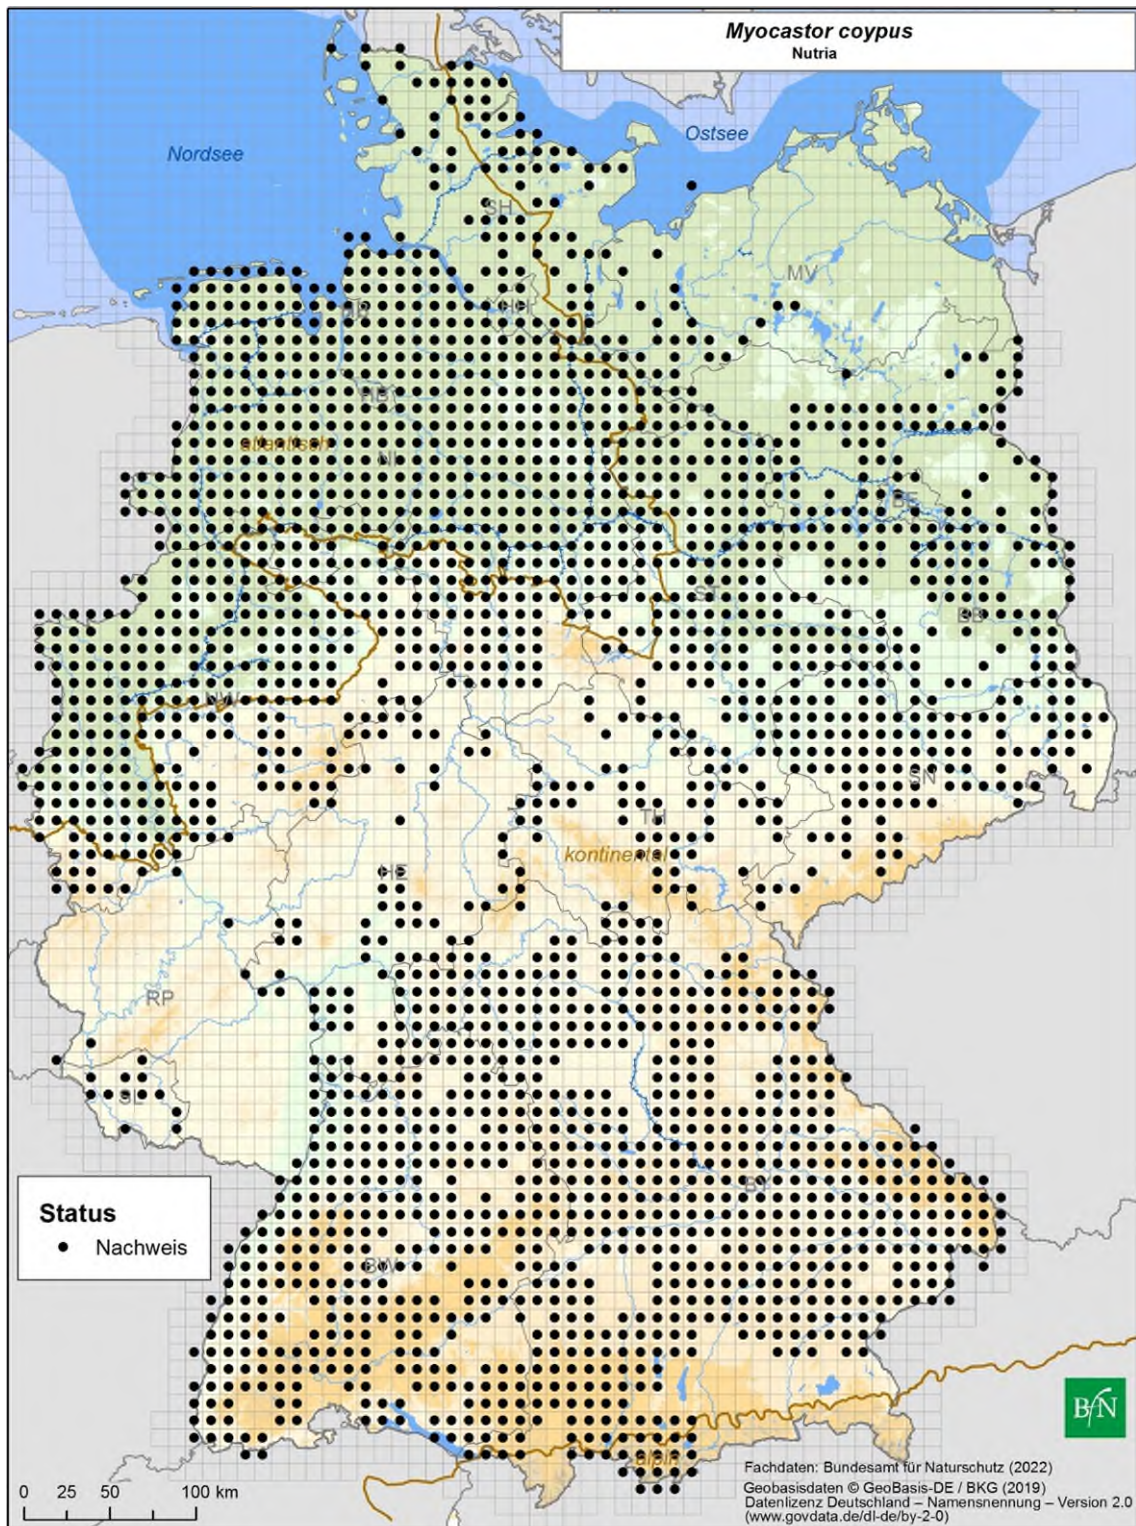 Myocastor coypus
Nutria
Nordsee
Ostsee
SH
MV
HH
HB
HB
atlantisch
NI
BE
ST
BB
NW
SN
TH
kontinental
HE
RP
SL
BY
BW
alpin
Status
Nachweis
BfN
0 25 50 100 km
Fachdaten: Bundesamt für Naturschutz (2022)
Geobasisdaten © GeoBasis-DE / BKG (2019)
Datenlizenz Deutschland – Namensnennung – Version 2.0
(www.govdata.de/dl-de/by-2-0)